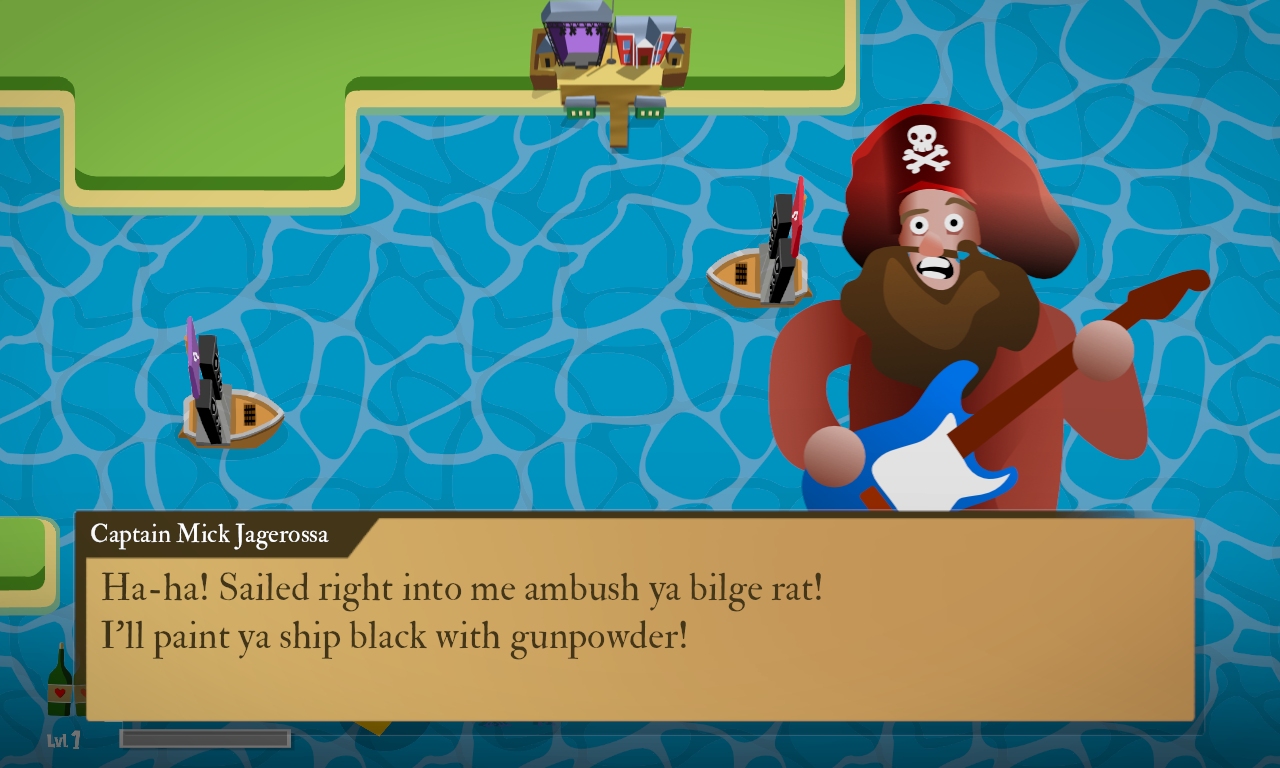 Captain Mick Jagerossa
Ha-ha! Sailed right into me ambush ya bilge rat!
I'll paint ya ship black with gunpowder!
Lvl 1